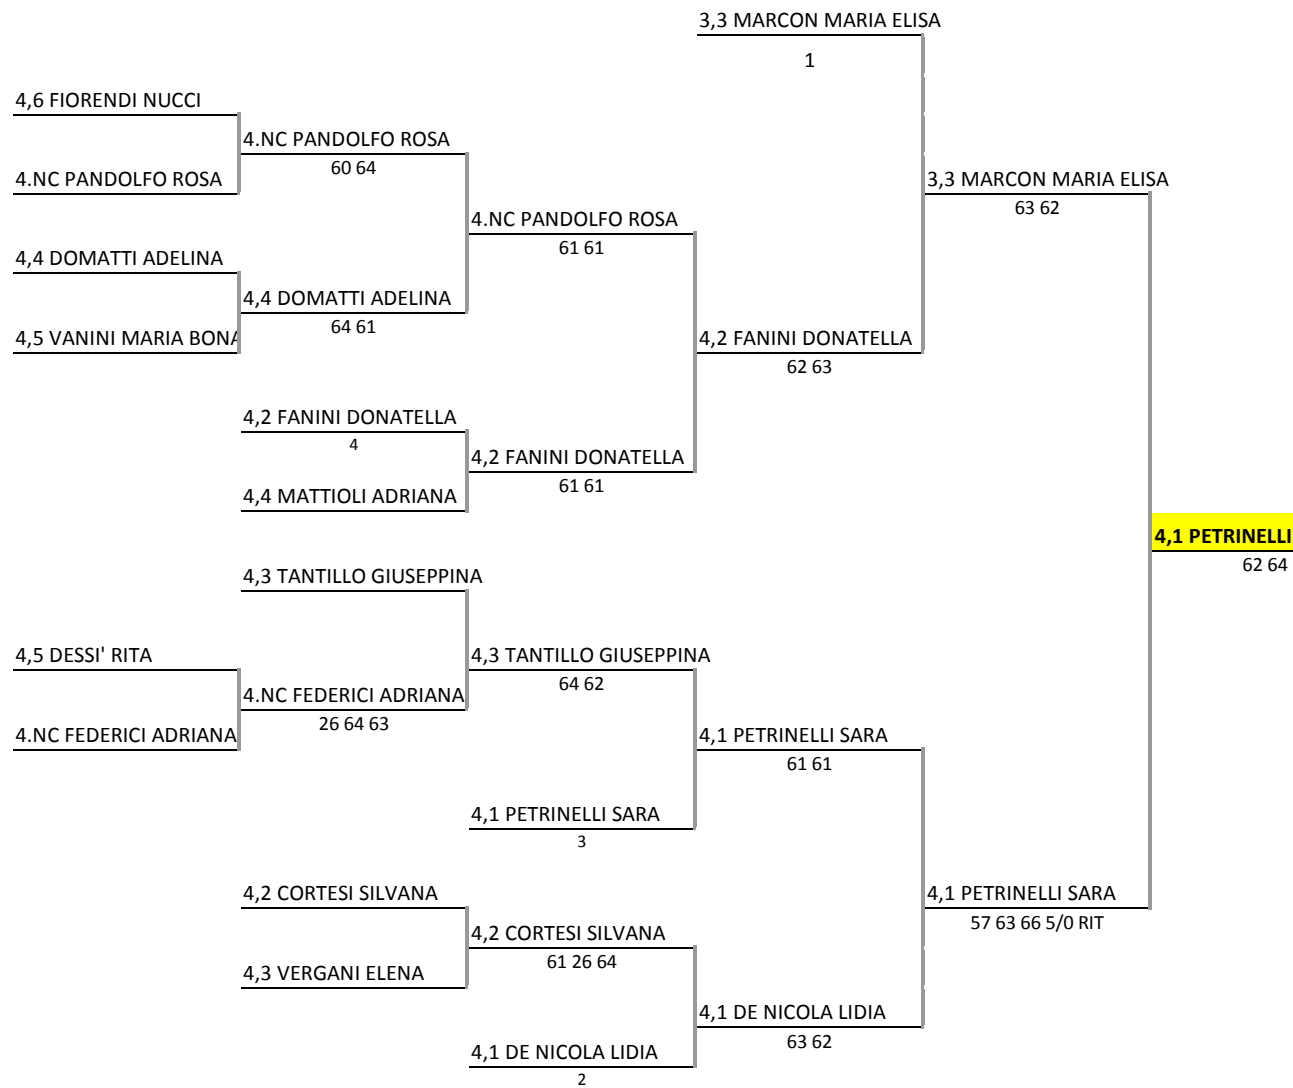 3,3 MARCON MARIA ELISA
1
4,6 FIORENDI NUCCI
4.NC PANDOLFO ROSA
60 64
4.NC PANDOLFO ROSA
3,3 MARCON MARIA ELISA
63 62
4.NC PANDOLFO ROSA
61 61
4,4 DOMATTI ADELINA
4,4 DOMATTI ADELINA
64 61
4,5 VANINI MARIA BONA
4,2 FANINI DONATELLA
62 63
4,2 FANINI DONATELLA
4
4,2 FANINI DONATELLA
61 61
4,4 MATTIOLI ADRIANA
4,1 PETRINELLI
62 64
4,3 TANTILLO GIUSEPPINA
4,5 DESSI' RITA
4,3 TANTILLO GIUSEPPINA
64 62
4.NC FEDERICI ADRIANA
26 64 63
4.NC FEDERICI ADRIANA
4,1 PETRINELLI SARA
61 61
4,1 PETRINELLI SARA
3
4,2 CORTESI SILVANA
4,1 PETRINELLI SARA
57 63 66 5/0 RIT
4,2 CORTESI SILVANA
61 26 64
4,3 VERGANI ELENA
4,1 DE NICOLA LIDIA
63 62
4,1 DE NICOLA LIDIA
2